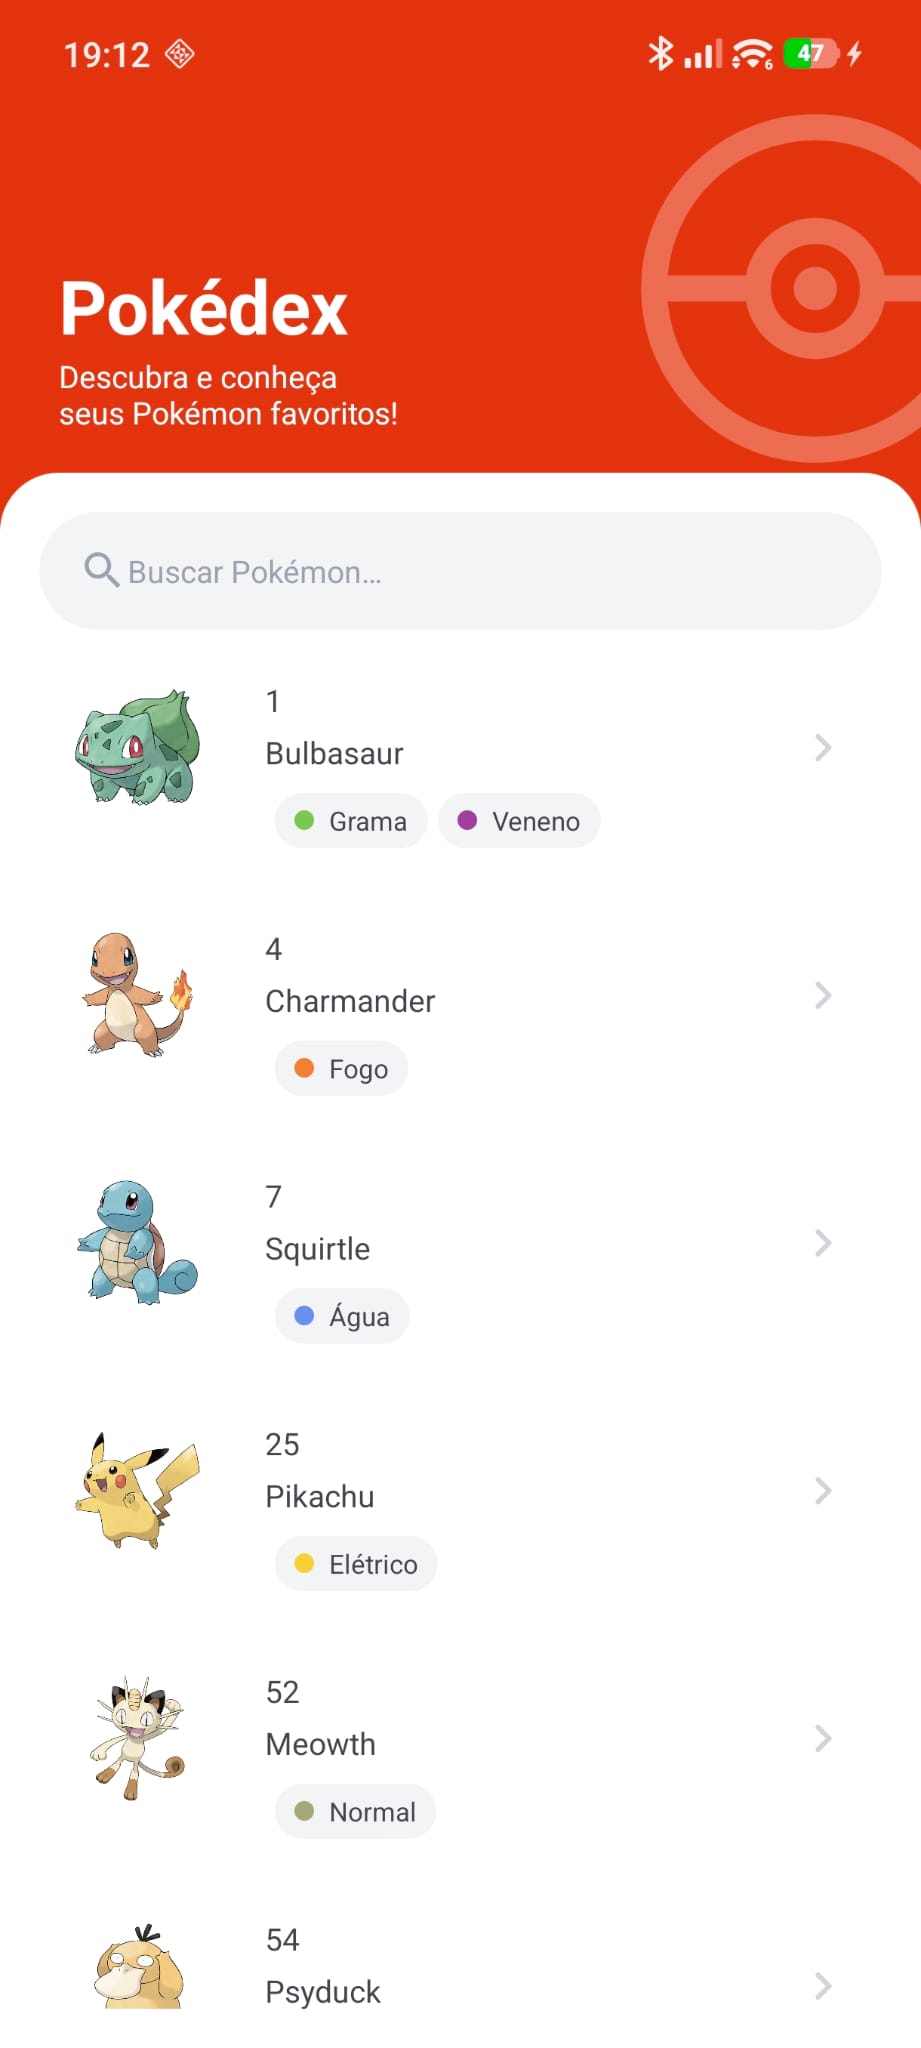 19:12
6
47
Pokédex
Descubra e conheça
seus Pokémon favoritos!
Buscar Pokémon...
1
Bulbasaur
Grama Veneno
4
Charmander
Fogo
7
Squirtle
Água
25
Pikachu
Elétrico
52
Meowth
Normal
54
Psyduck